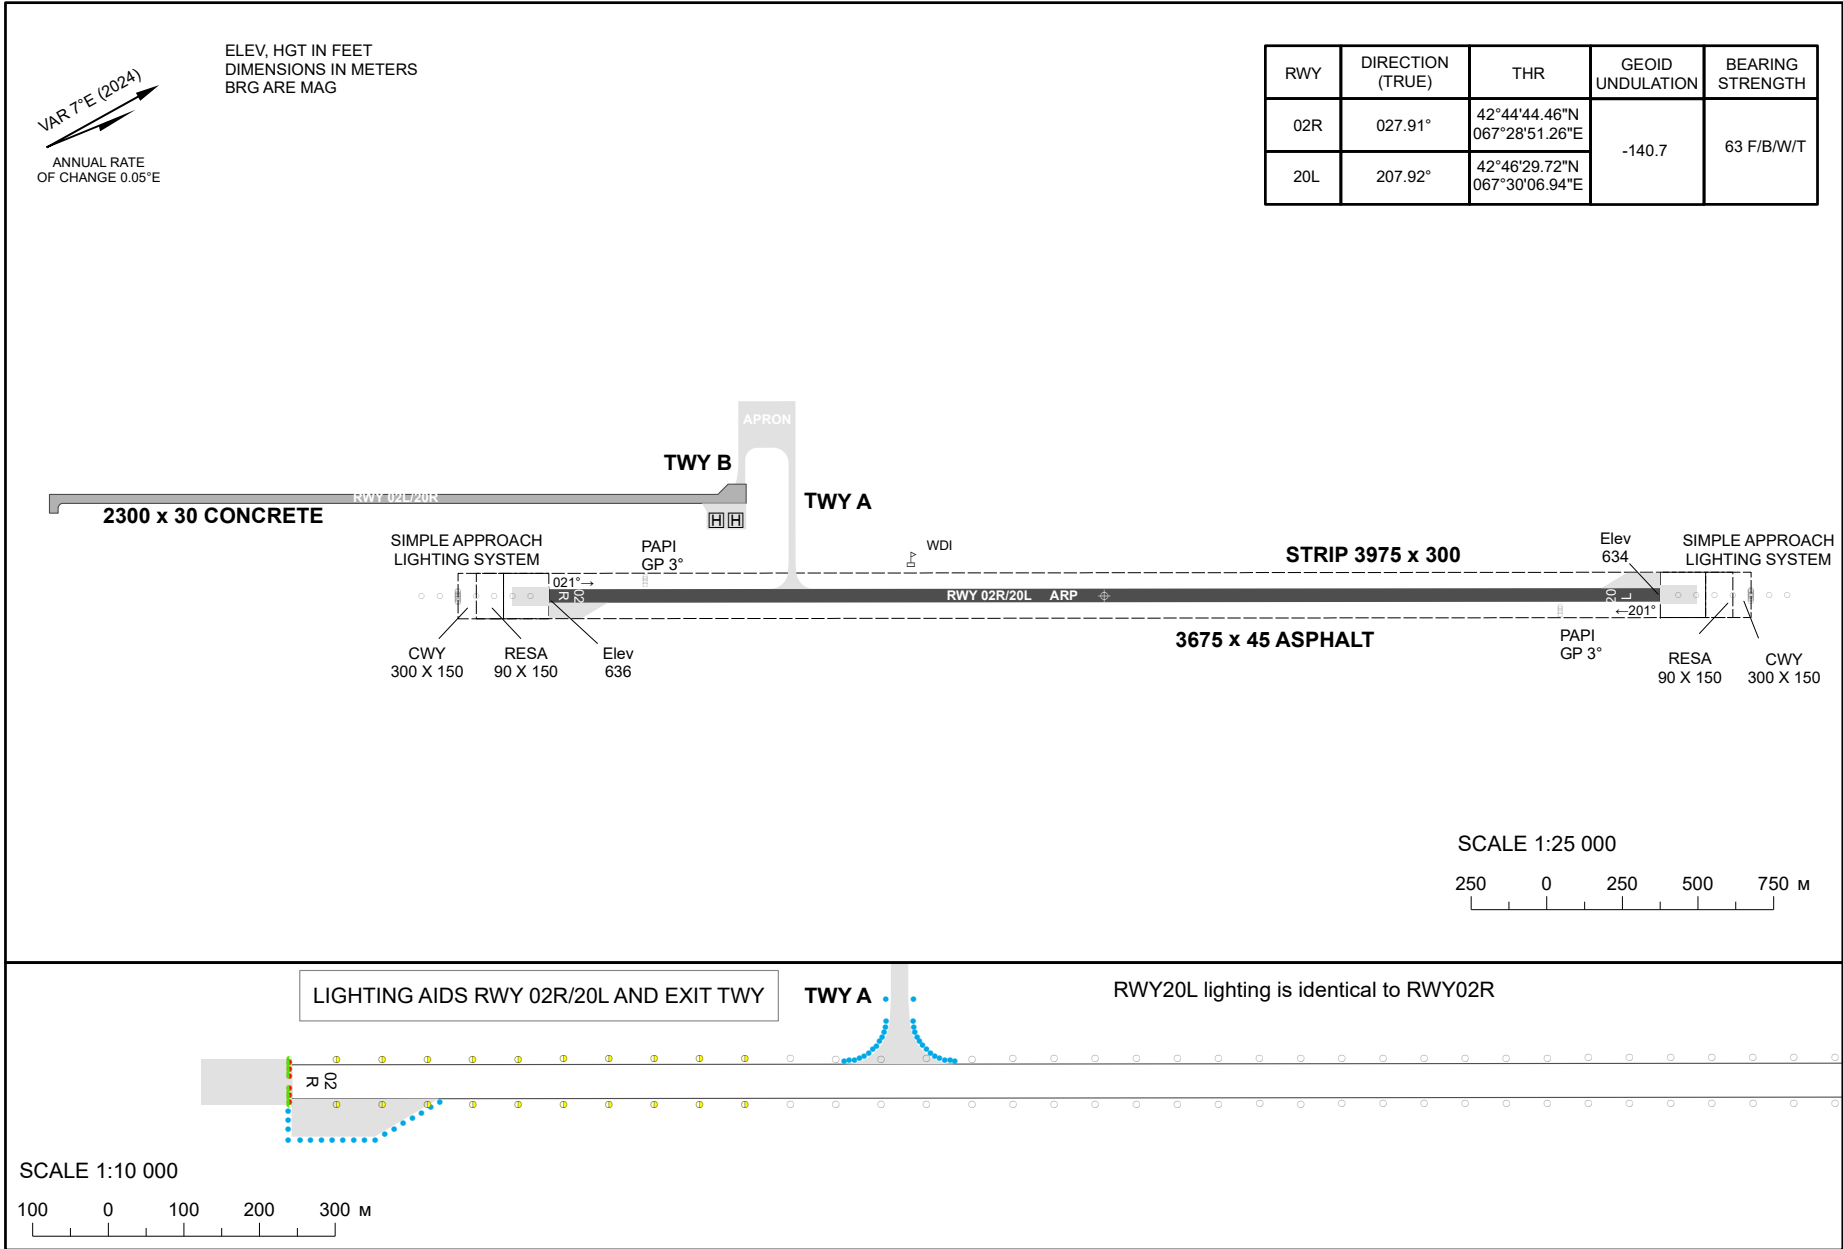 ELEV, HGT IN FEET
DIMENSIONS IN METERS
BRG ARE MAG
VAR 7°E (2024)
ANNUAL RATE
OF CHANGE 0.05°E
RWY
DIRECTION
(TRUE)
THR
GEOID
UNDULATION
BEARING
STRENGTH
02R
027.91°
42°44'44.46"N
067°28'51.26"E
-140.7
63 F/B/W/T
20L
207.92°
42°46'29.72"N
067°30'06.94"E
APRON
TWY B
RWY 02L/20R
TWY A
2300 x 30 CONCRETE
H H
SIMPLE APPROACH
LIGHTING SYSTEM
PAPI
GP 3°
WDI
STRIP 3975 x 300
Elev
634
SIMPLE APPROACH
LIGHTING SYSTEM
021°→
02
R
RWY 02R/20L
ARP
20
L
←201°
CWY
300 X 150
RESA
90 X 150
Elev
636
3675 x 45 ASPHALT
PAPI
GP 3°
RESA
90 X 150
CWY
300 X 150
SCALE 1:25 000
250 0 250 500 750 м
LIGHTING AIDS RWY 02R/20L AND EXIT TWY
TWY A
RWY20L lighting is identical to RWY02R
02
R
SCALE 1:10 000
100 0 100 200 300 м